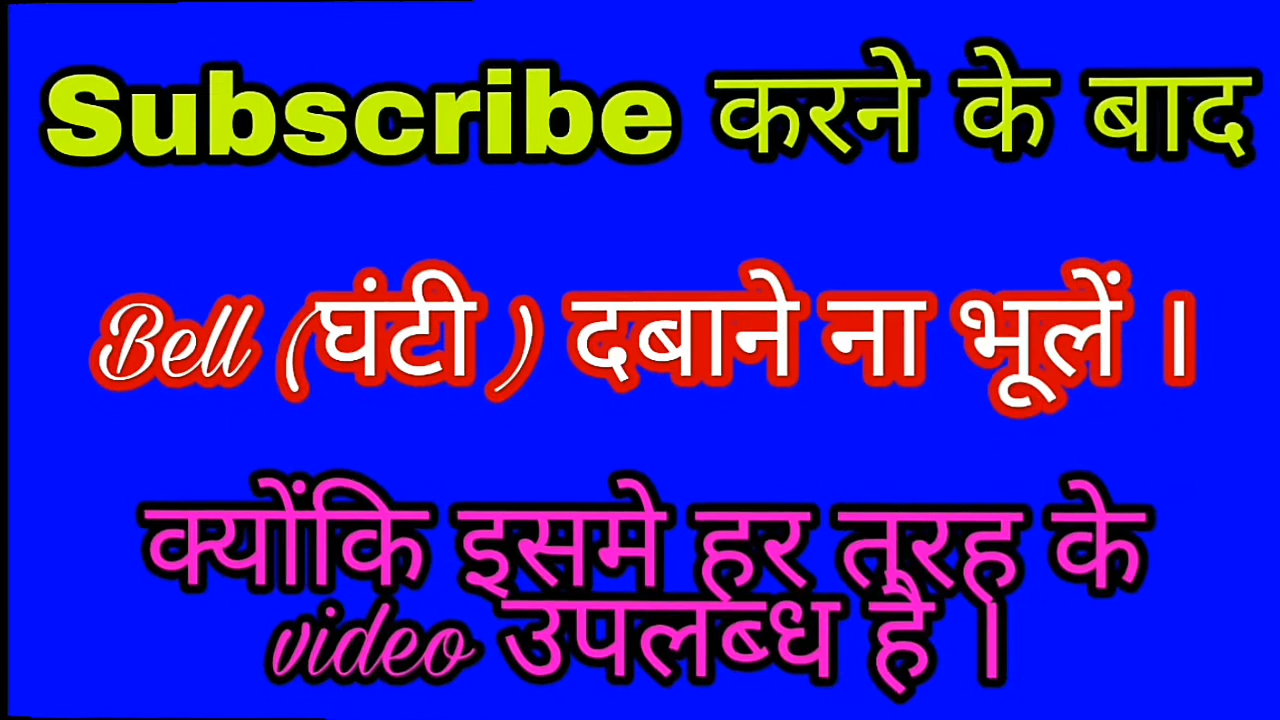 Subscribe करने के बाद
Bell (घंटी ) दबाने ना भूलें ।
क्योंकि इसमे हर तरह के
video उपलब्ध है ।